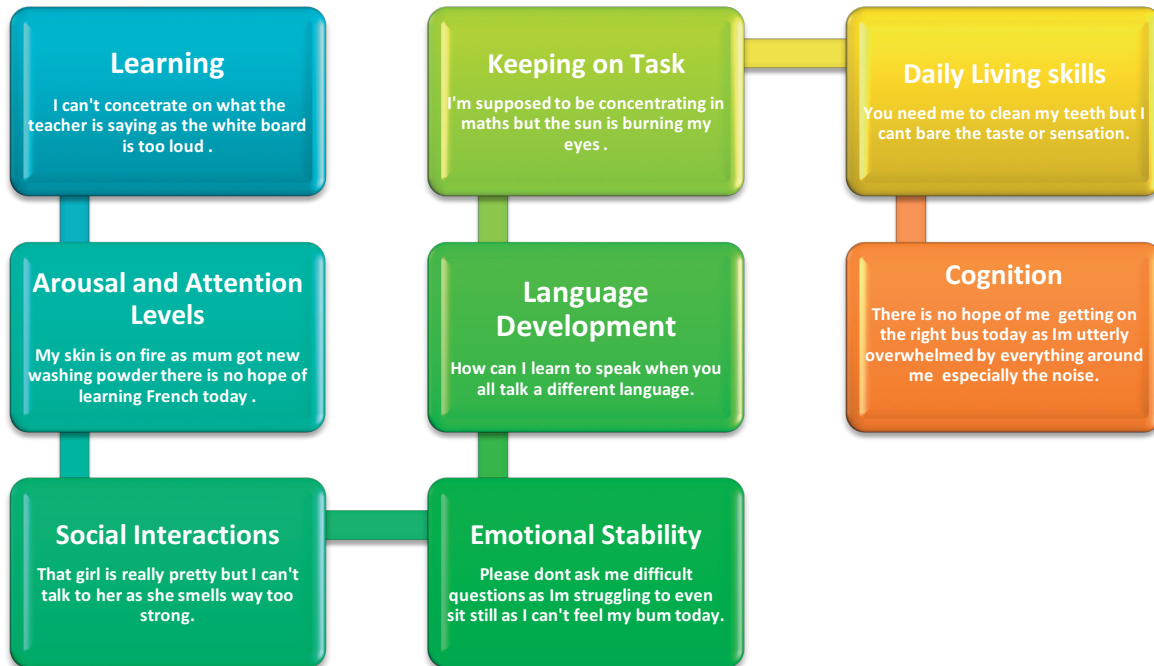 Learning
I can't concetrate on what the
teacher is saying as the white board
is too loud .
Arousal and Attention
Levels
My skin is on fire as mum got new
washing powder there is no hope of
learning French today .
Social Interactions
That girl is really pretty but I can't
talk to her as she smells way too
strong.
Emotional Stability
Please dont ask me difficult
questions as Im struggling to even
sit still as I can't feel my bum today.
Language
Development
How can I learn to speak when you
all talk a different language.
Keeping on Task
I'm supposed to be concentrating in
maths but the sun is burning my
eyes .
Daily Living skills
You need me to clean my teeth but I
cant bare the taste or sensation.
Cognition
There is no hope of me  getting on
the right bus today as Im utterly
overwhelmed by everything around
me  especially the noise.